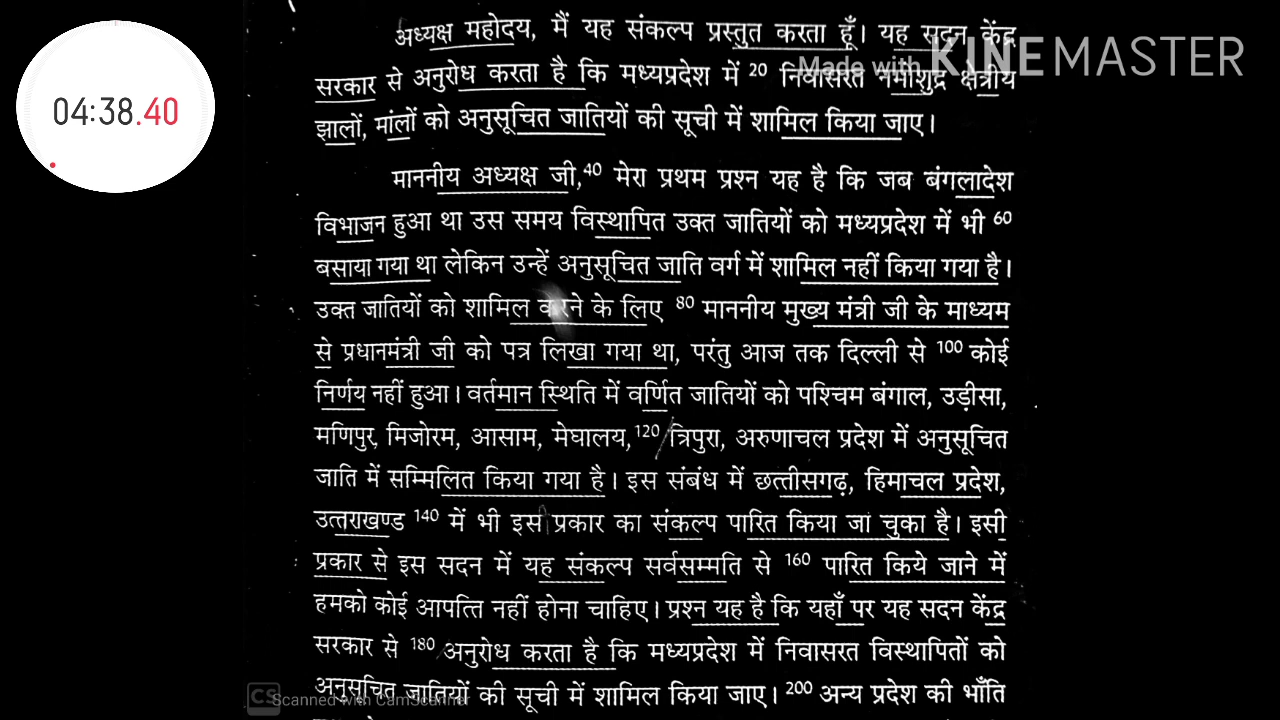 04:38.40
Made with KINEMASTER
अध्यक्ष महोदय, मैं यह संकल्प प्रस्तुत करता हूँ। यह सदन केंद्र
सरकार से अनुरोध करता है कि मध्यप्रदेश में 20 निवासरत नमोशुद्र क्षेत्रीय
झालों, मांलों को अनुसूचित जातियों की सूची में शामिल किया जाए।
माननीय अध्यक्ष जी,40 मेरा प्रथम प्रश्न यह है कि जब बंगलादेश
विभाजन हुआ था उस समय विस्थापित उक्त जातियों को मध्यप्रदेश में भी 60
बसाया गया था लेकिन उन्हें अनुसूचित जाति वर्ग में शामिल नहीं किया गया है।
उक्त जातियों को शामिल करने के लिए 80 माननीय मुख्य मंत्री जी के माध्यम
से प्रधानमंत्री जी को पत्र लिखा गया था, परंतु आज तक दिल्ली से 100 कोई
निर्णय नहीं हुआ। वर्तमान स्थिति में वर्णित जातियों को पश्चिम बंगाल, उड़ीसा,
मणिपुर, मिजोरम, आसाम, मेघालय,120 त्रिपुरा, अरुणाचल प्रदेश में अनुसूचित
जाति में सम्मिलित किया गया है। इस संबंध में छत्तीसगढ़, हिमाचल प्रदेश,
उत्तराखण्ड 140 में भी इस प्रकार का संकल्प पारित किया जा चुका है। इसी
प्रकार से इस सदन में यह संकल्प सर्वसम्मति से 160 पारित किये जाने में
हमको कोई आपत्ति नहीं होना चाहिए। प्रश्न यह है कि यहाँ पर यह सदन केंद्र
सरकार से 180 अनुरोध करता है कि मध्यप्रदेश में निवासरत विस्थापितों को
अनुसूचित जातियों की सूची में शामिल किया जाए। 200 अन्य प्रदेश की भाँति
CS Scanned with CamScanner